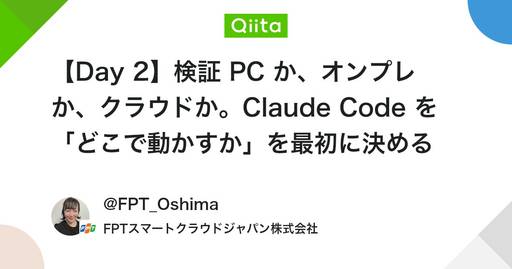 Qiita
【Day 2】検証 PC か、オンプレ
か、クラウドか。Claude Code を
「どこで動かすか」を最初に決める
@FPT_Oshima
FPT
FPTスマートクラウドジャパン株式会社